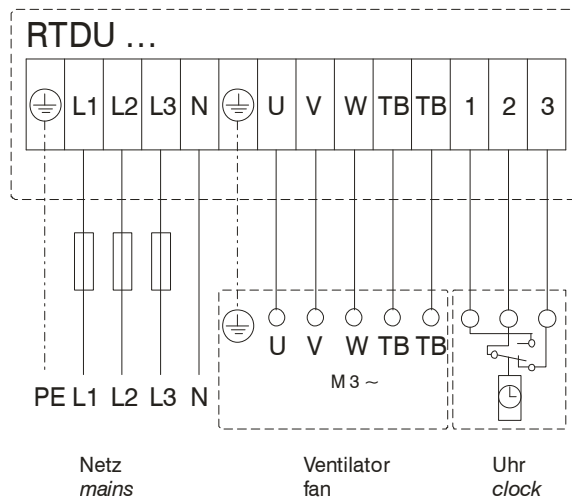 RTDU ...
L1 L2 L3 N U V W TB TB 1 2 3
U V W TB TB
M 3 ~
PE L1 L2 L3 N
Netz Ventilator Uhr
mains fan clock